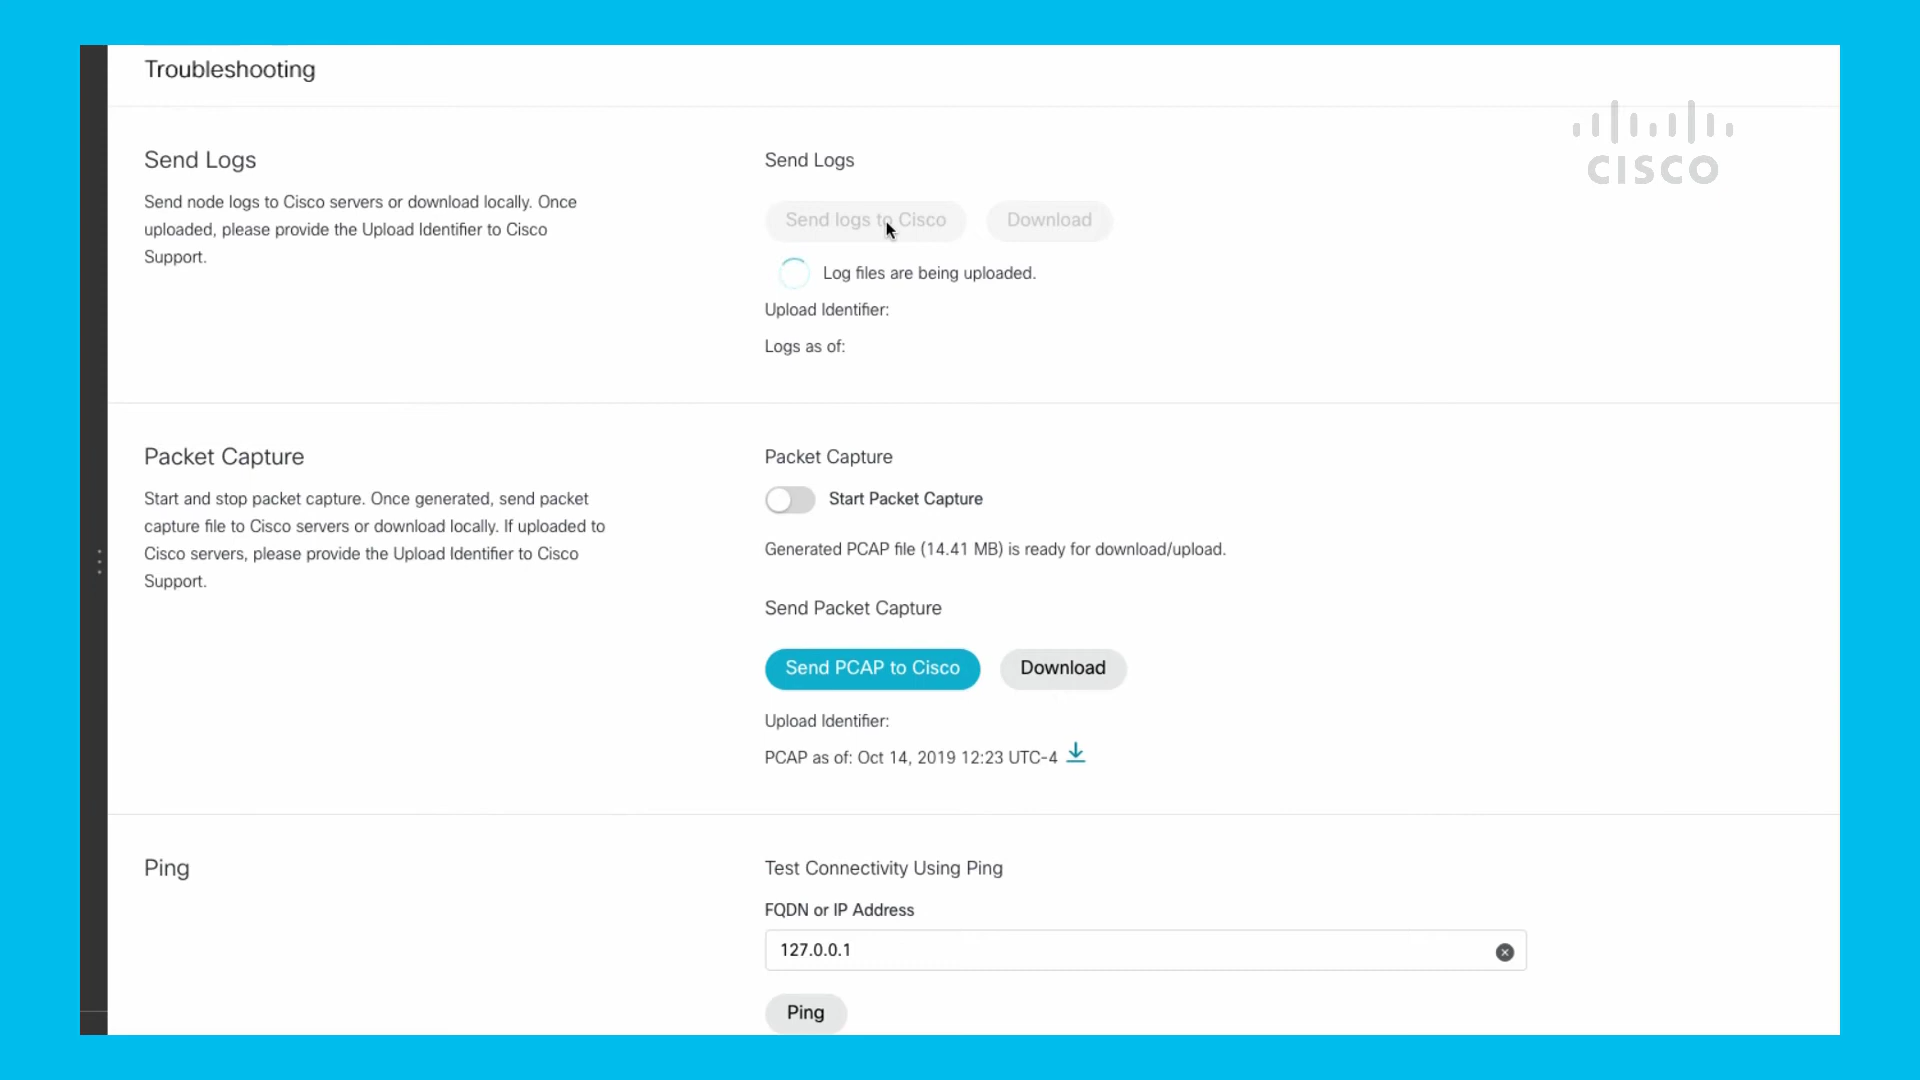 Troubleshooting
CISCO
Send Logs
Send node logs to Cisco servers or download locally. Once
uploaded, please provide the Upload Identifier to Cisco
Support.
Send Logs
Send logs to Cisco
Download
Log files are being uploaded.
Upload Identifier:
Logs as of:
Packet Capture
Start and stop packet capture. Once generated, send packet
capture file to Cisco servers or download locally. If uploaded to
Cisco servers, please provide the Upload Identifier to Cisco
Support.
Packet Capture
Start Packet Capture
Generated PCAP file (14.41 MB) is ready for download/upload.
Send Packet Capture
Send PCAP to Cisco
Download
Upload Identifier:
PCAP as of: Oct 14, 2019 12:23 UTC-4
Ping
Test Connectivity Using Ping
FQDN or IP Address
127.0.0.1
Ping